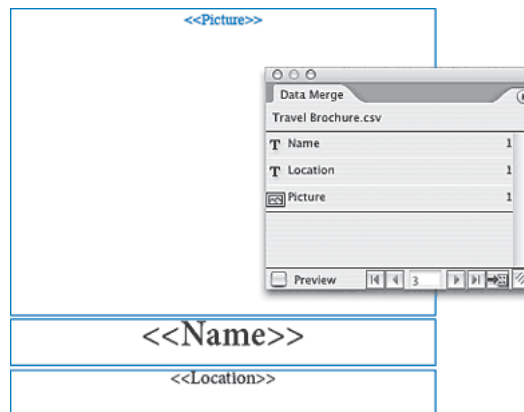 <<Picture>>
Data Merge
Travel Brochure.csv
T Name 1
T Location 1
Picture 1
Preview 3
<<Name>>
<<Location>>